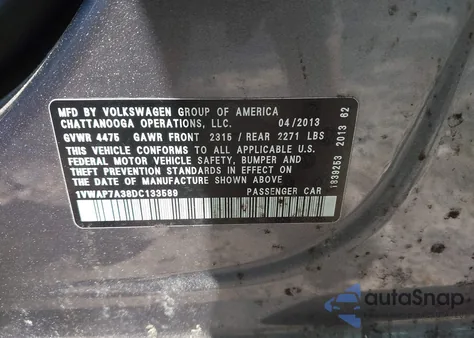 MFD BY VOLKSWAGEN GROUP OF AMERICA
CHATTANOOGA OPERATIONS, LLC. 04/2013
GVWR 4475 GAWR FRONT 2315 / REAR 2271 LBS
THIS VEHICLE CONFORMS TO ALL APPLICABLE U.S.
FEDERAL MOTOR VEHICLE SAFETY, BUMPER AND
THEFT PREVENTION STANDARDS IN EFFECT ON THE
DATE OF MANUFACTURE SHOWN ABOVE
1VWAP7A38DC133589 PASSENGER CAR
1839263 2013 62
autoSnap